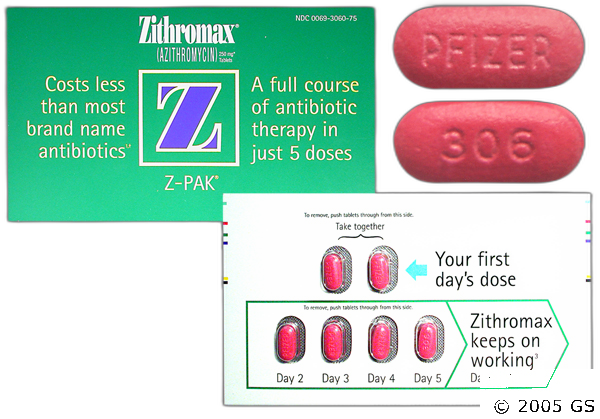 NDC 0069-3060-75
Zithromax®
(AZITHROMYCIN) 250 mg*
Tablets
Costs less
than most
brand name
antibiotics
Z
A full course
of antibiotic
therapy in
just 5 doses
Z-PAK®
PFIZER
306
To remove, push tablets through from this side.
Take together
Your first
day's dose
To remove, push tablets through from this side.
Day 2 Day 3 Day 4 Day 5
Zithromax
keeps on
working³
© 2005 GS